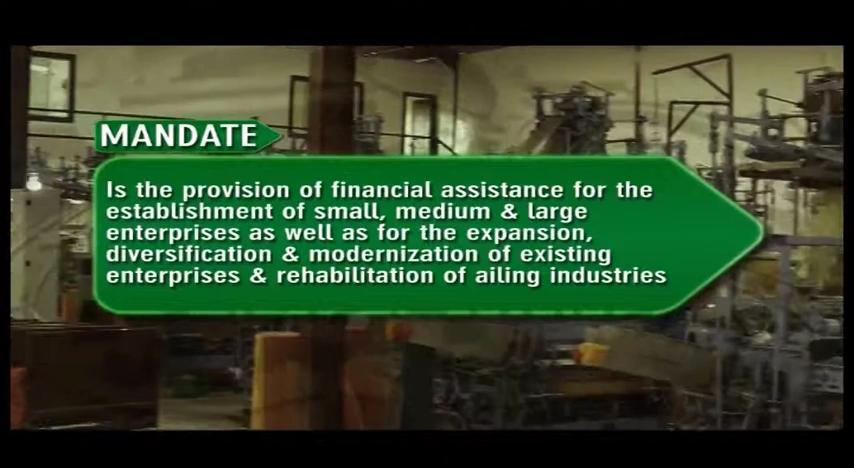 MANDATE
Is the provision of financial assistance for the
establishment of small, medium & large
enterprises as well as for the expansion,
diversification & modernization of existing
enterprises & rehabilitation of ailing industries